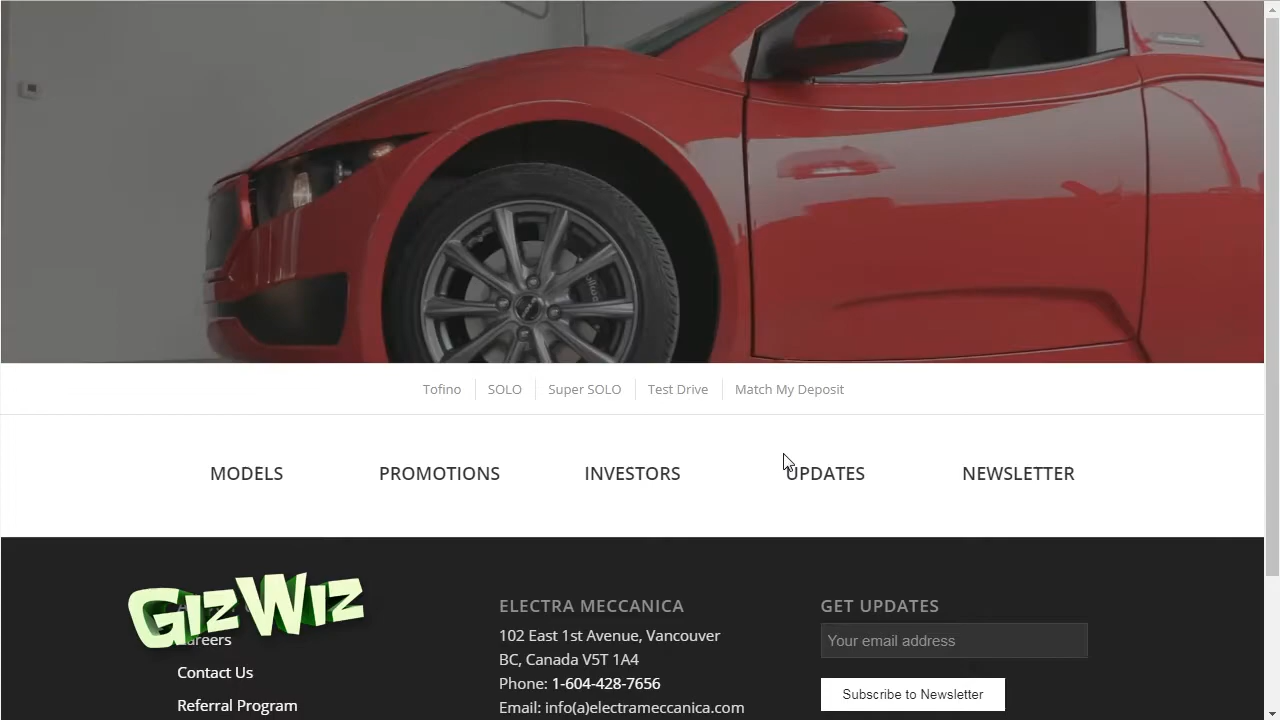 Tofino
SOLO
Super SOLO
Test Drive
Match My Deposit
MODELS
PROMOTIONS
INVESTORS
UPDATES
NEWSLETTER
GIZWIZ
Careers
Contact Us
Referral Program
ELECTRA MECCANICA
102 East 1st Avenue, Vancouver
BC, Canada V5T 1A4
Phone: 1-604-428-7656
Email: info(a)electrameccanica.com
GET UPDATES
Your email address
Subscribe to Newsletter